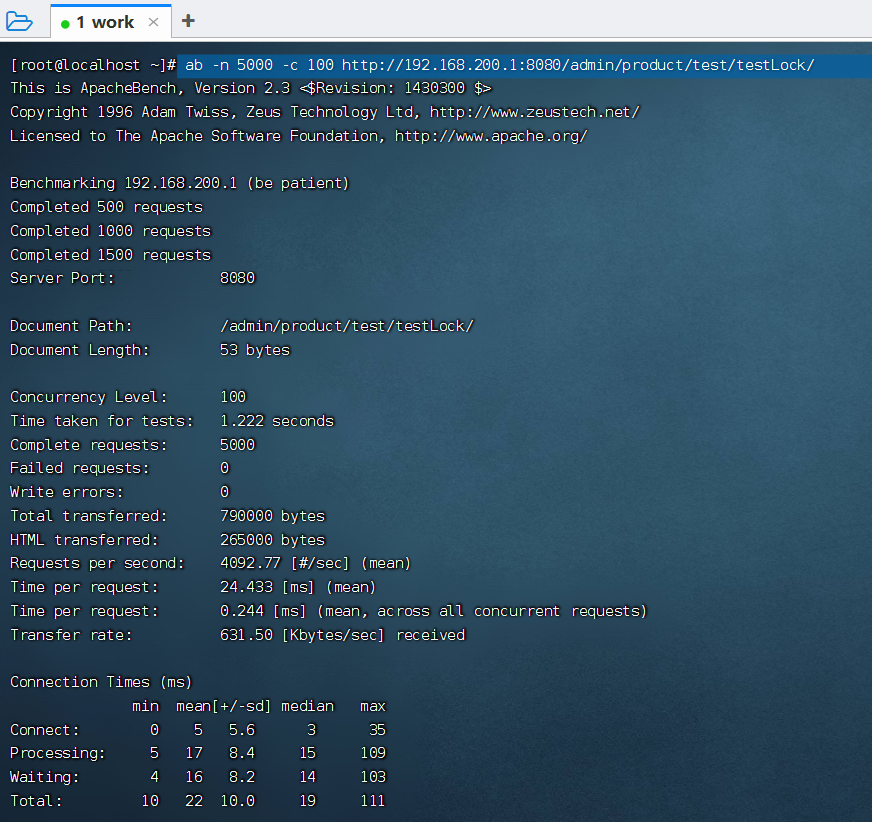 1 work × +
[root@localhost ~]# ab -n 5000 -c 100 http://192.168.200.1:8080/admin/product/test/testLock/
This is ApacheBench, Version 2.3 <$Revision: 1430300 $>
Copyright 1996 Adam Twiss, Zeus Technology Ltd, http://www.zeustech.net/
Licensed to The Apache Software Foundation, http://www.apache.org/

Benchmarking 192.168.200.1 (be patient)
Completed 500 requests
Completed 1000 requests
Completed 1500 requests
Server Port:            8080

Document Path:          /admin/product/test/testLock/
Document Length:        53 bytes

Concurrency Level:      100
Time taken for tests:   1.222 seconds
Complete requests:      5000
Failed requests:        0
Write errors:           0
Total transferred:      790000 bytes
HTML transferred:       265000 bytes
Requests per second:    4092.77 [#/sec] (mean)
Time per request:       24.433 [ms] (mean)
Time per request:       0.244 [ms] (mean, across all concurrent requests)
Transfer rate:          631.50 [Kbytes/sec] received

Connection Times (ms)
              min  mean[+/-sd] median   max
Connect:        0    5   5.6      3      35
Processing:     5   17   8.4     15     109
Waiting:        4   16   8.2     14     103
Total:         10   22  10.0     19     111